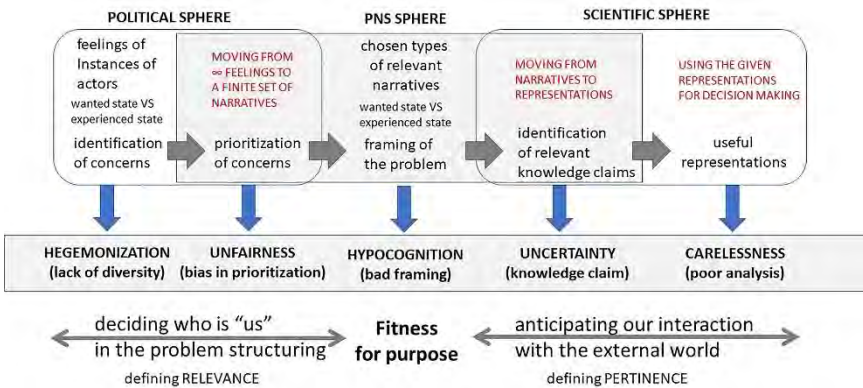 POLITICAL SPHERE
PNS SPHERE
SCIENTIFIC SPHERE
feelings of
Instances of
actors
wanted state VS
experienced state
identification
of concerns
MOVING FROM
∞ FEELINGS TO
A FINITE SET OF
NARRATIVES
prioritization
of concerns
chosen types
of relevant
narratives
wanted state VS
experienced state
framing of
the problem
MOVING FROM
NARRATIVES TO
REPRESENTATIONS
identification
of relevant
knowledge claims
USING THE GIVEN
REPRESENTATIONS
FOR DECISION MAKING
useful
representations
HEGEMONIZATION
(lack of diversity)
UNFAIRNESS
(bias in prioritization)
HYPOCOGNITION
(bad framing)
UNCERTAINTY
(knowledge claim)
CARELESSNESS
(poor analysis)
deciding who is “us”
in the problem structuring
defining RELEVANCE
Fitness
for purpose
anticipating our interaction
with the external world
defining PERTINENCE